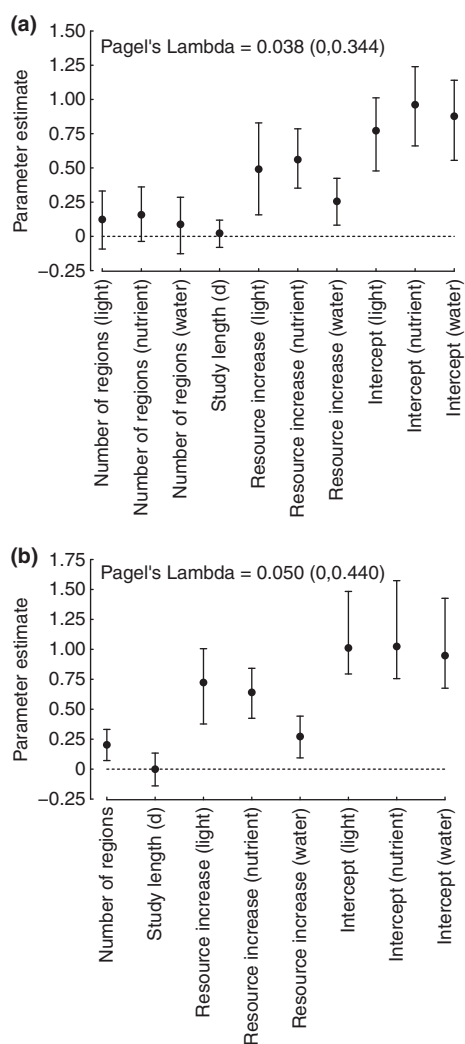 (a)
1.50
1.25
1.00
0.75
0.50
0.25
0
−0.25
Parameter estimate
Pagel's Lambda = 0.038 (0,0.344)
Number of regions (light)
Number of regions (nutrient)
Number of regions (water)
Study length (d)
Resource increase (light)
Resource increase (nutrient)
Resource increase (water)
Intercept (light)
Intercept (nutrient)
Intercept (water)
(b)
1.75
1.50
1.25
1.00
0.75
0.50
0.25
0
−0.25
Parameter estimate
Pagel's Lambda = 0.050 (0,0.440)
Number of regions
Study length (d)
Resource increase (light)
Resource increase (nutrient)
Resource increase (water)
Intercept (light)
Intercept (nutrient)
Intercept (water)